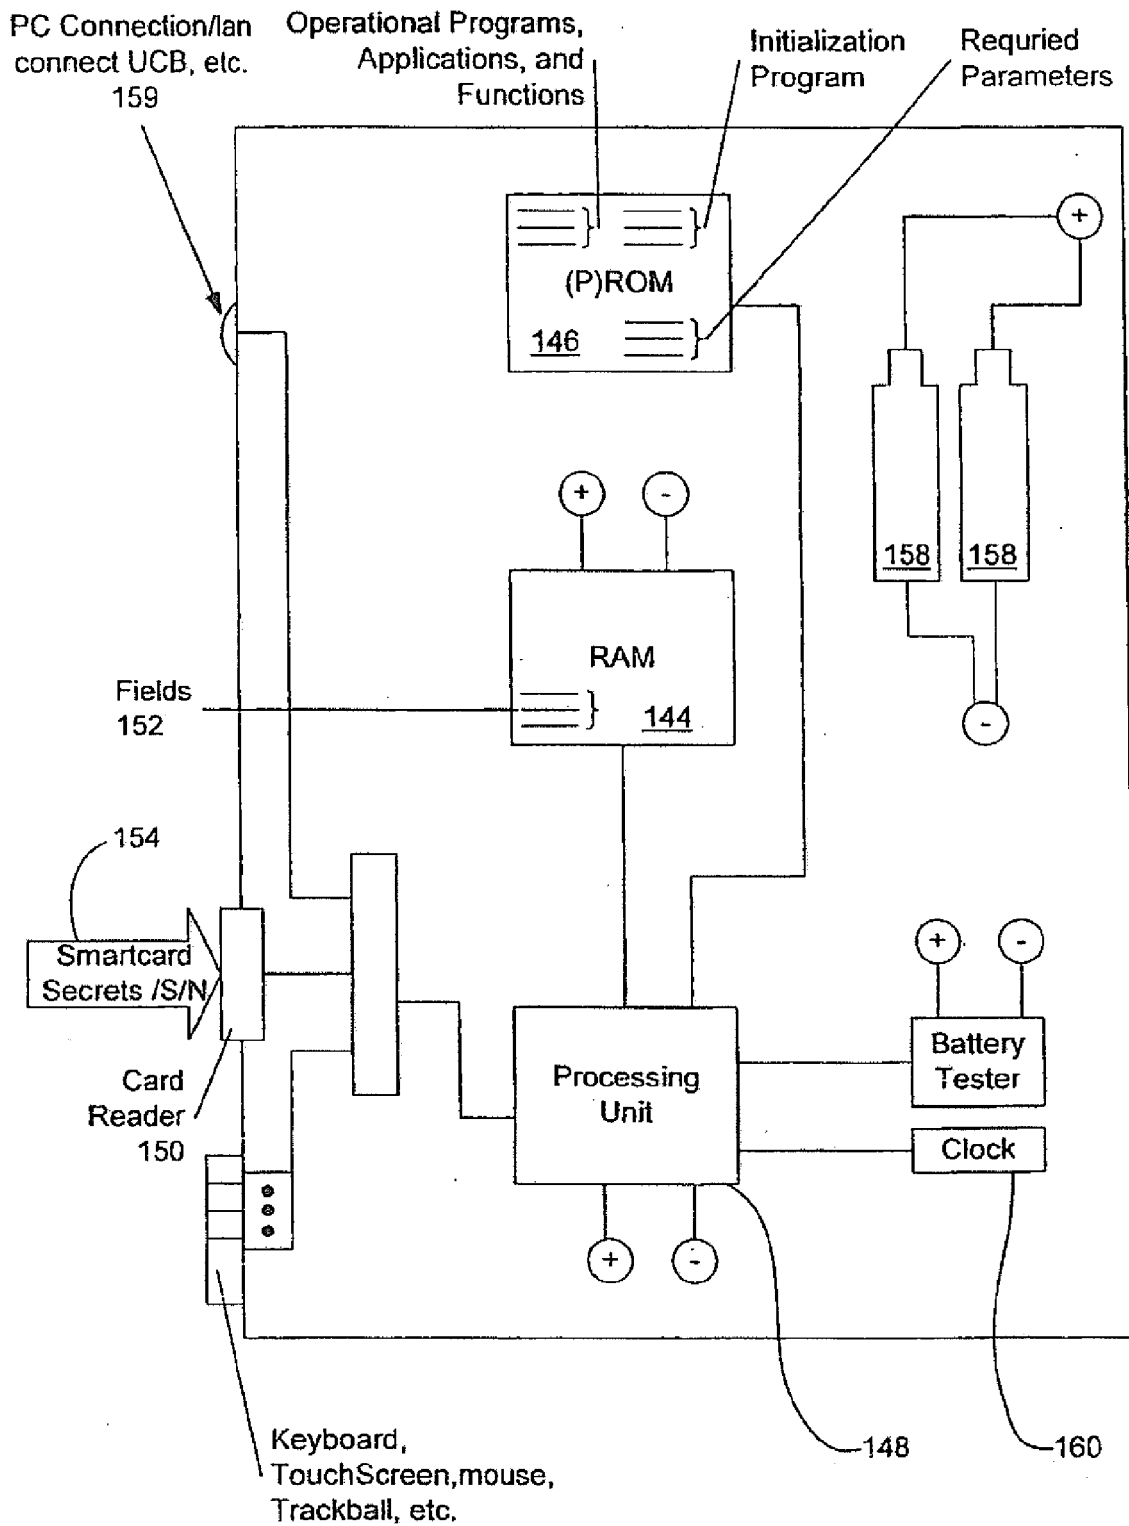 PC Connection/lan
connect UCB, etc.
159
Operational Programs,
Applications, and
Functions
Initialization
Program
Requried
Parameters
(P)ROM
146
+
158
158
-
+
-
RAM
144
Fields
152
154
Smartcard
Secrets /S/N
Card
Reader
150
Processing
Unit
+
-
+
-
Battery
Tester
Clock
148
160
Keyboard,
TouchScreen,mouse,
Trackball, etc.